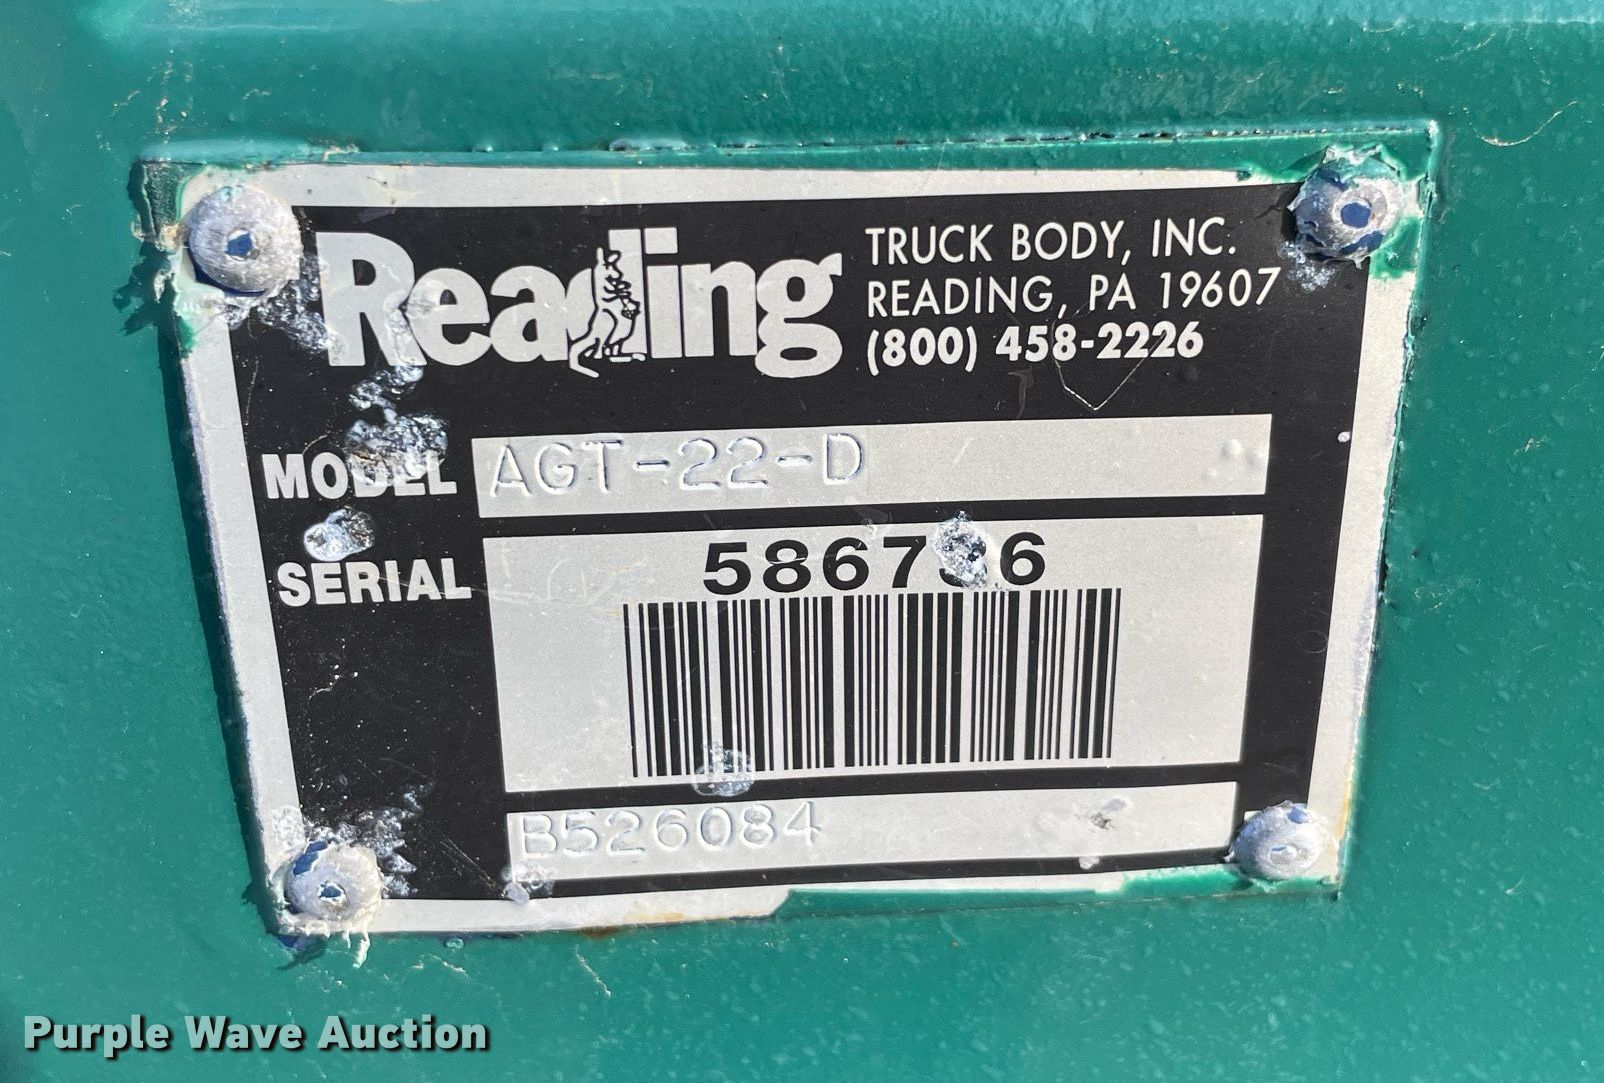 Reading
TRUCK BODY, INC.
READING, PA 19607
(800) 458-2226
MODEL AGT-22-D
SERIAL
B526084
Purple Wave Auction